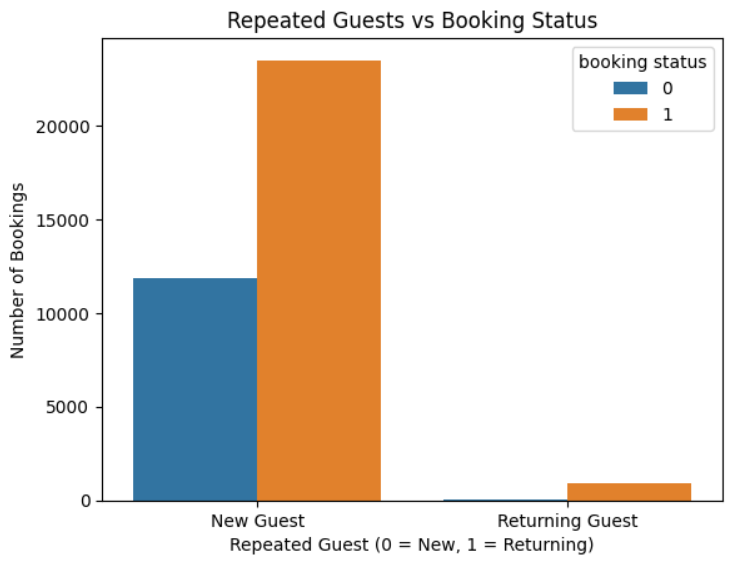 Repeated Guests vs Booking Status
booking status
0
1
Number of Bookings
20000
15000
10000
5000
0
New Guest
Returning Guest
Repeated Guest (0 = New, 1 = Returning)